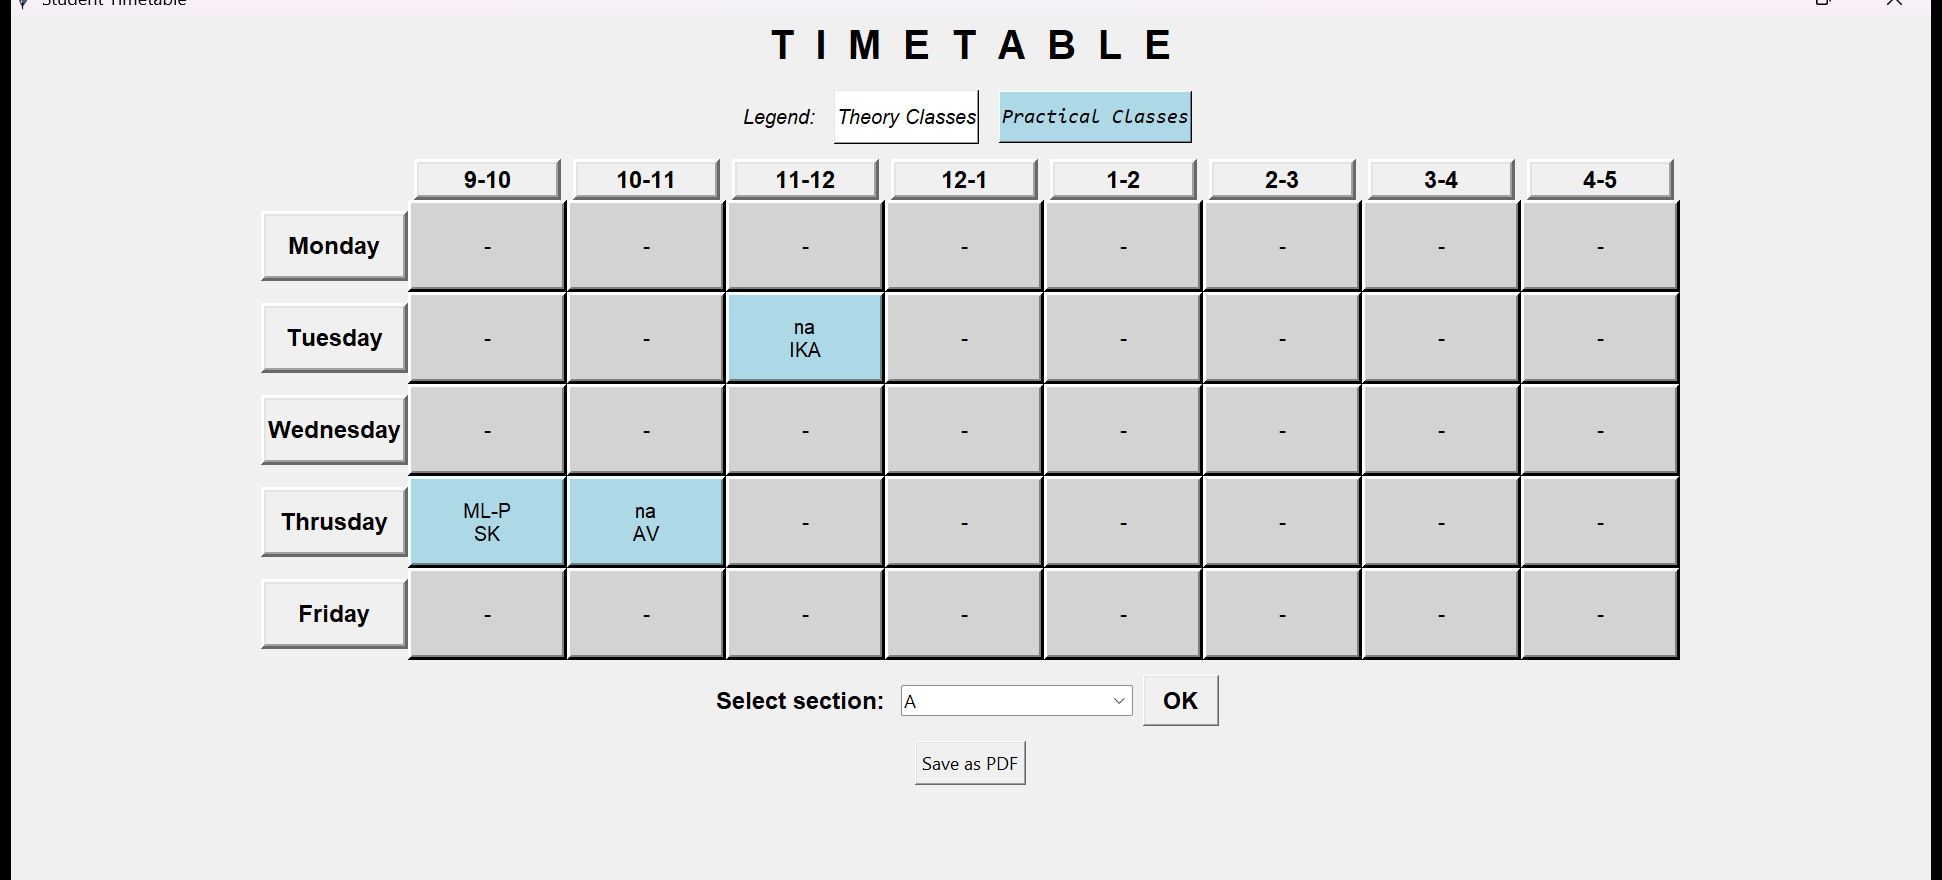 Student Timetable
T I M E T A B L E
Legend: Theory Classes Practical Classes
9-10 10-11 11-12 12-1 1-2 2-3 3-4 4-5
Monday - - - - - - - -
Tuesday - - na IKA - - - - -
Wednesday - - - - - - - -
Thrusday ML-P SK na AV - - - - - -
Friday - - - - - - - -
Select section: A OK
Save as PDF